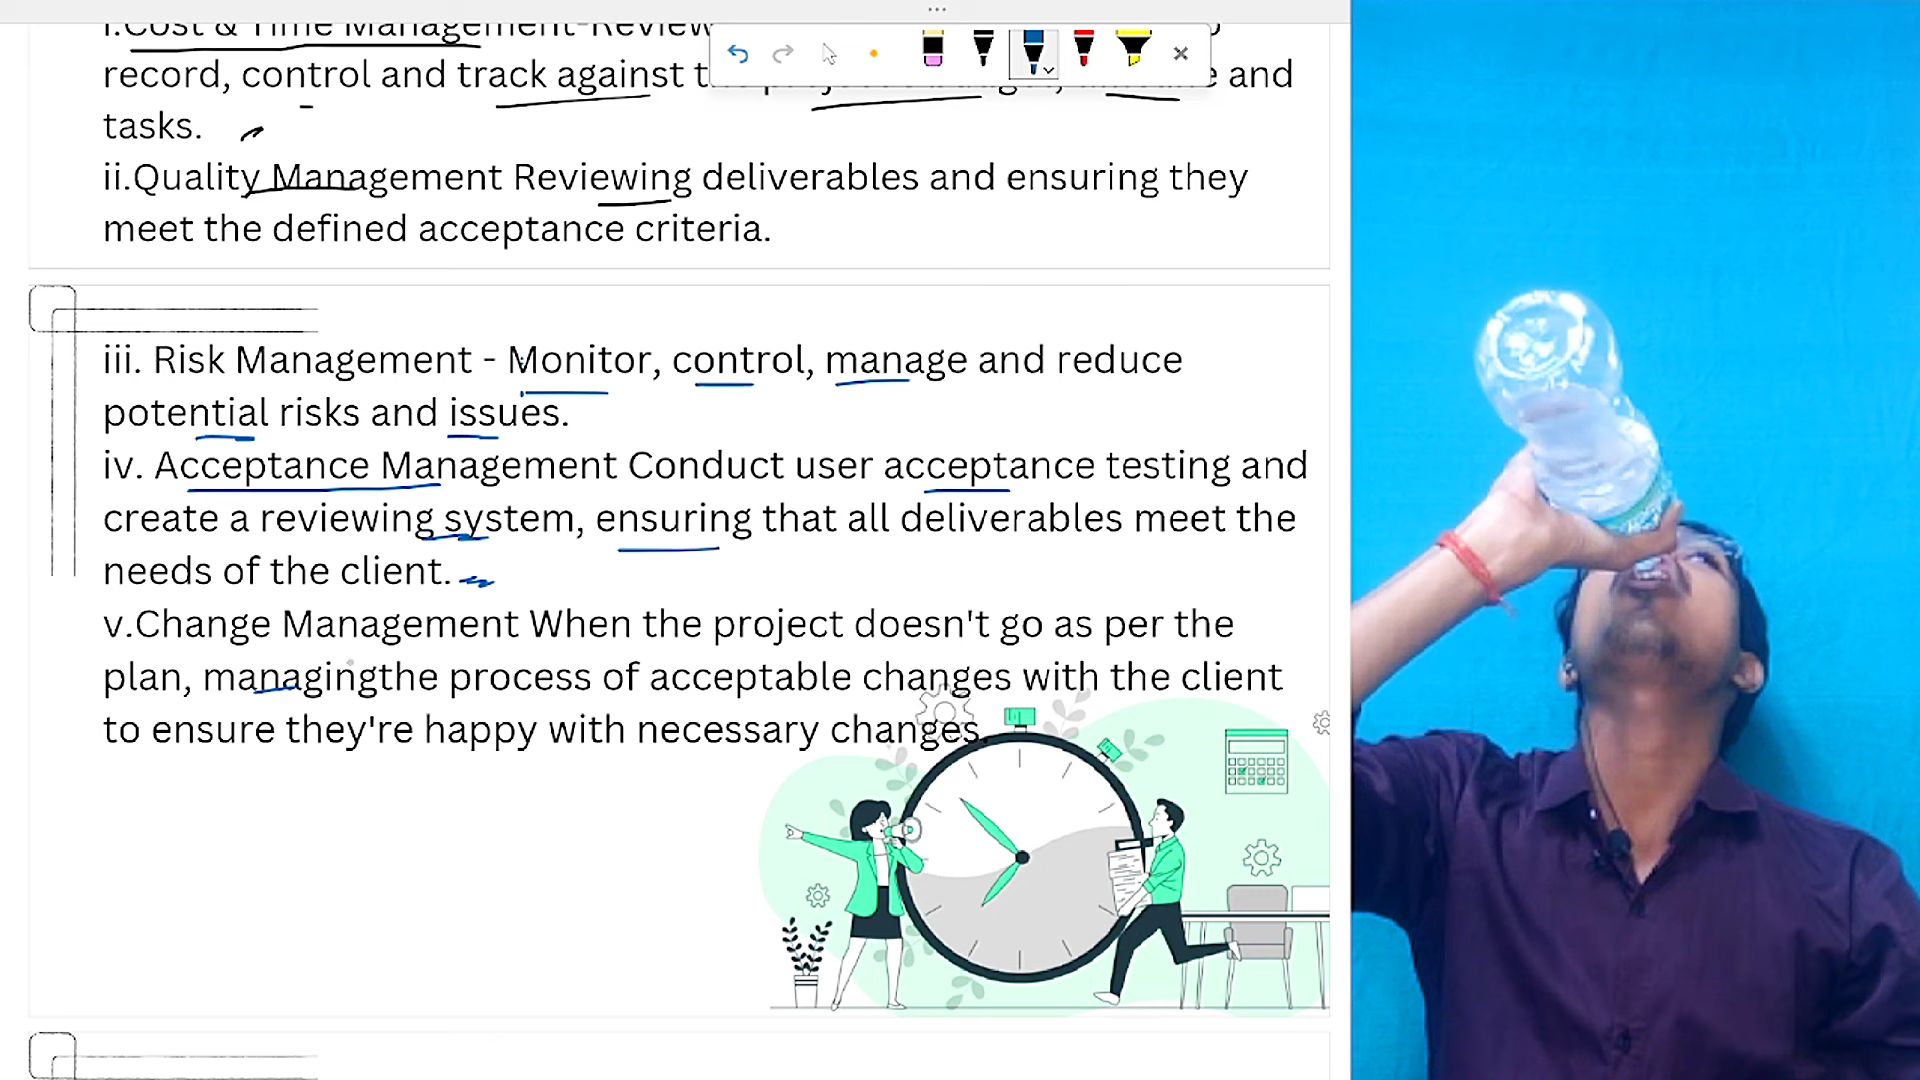 i.Cost & Time Management-Review
record, control and track against and
tasks.
ii.Quality Management Reviewing deliverables and ensuring they
meet the defined acceptance criteria.
iii. Risk Management - Monitor, control, manage and reduce
potential risks and issues.
iv. Acceptance Management Conduct user acceptance testing and
create a reviewing system, ensuring that all deliverables meet the
needs of the client.
v.Change Management When the project doesn't go as per the
plan, managingthe process of acceptable changes with the client
to ensure they're happy with necessary changes.